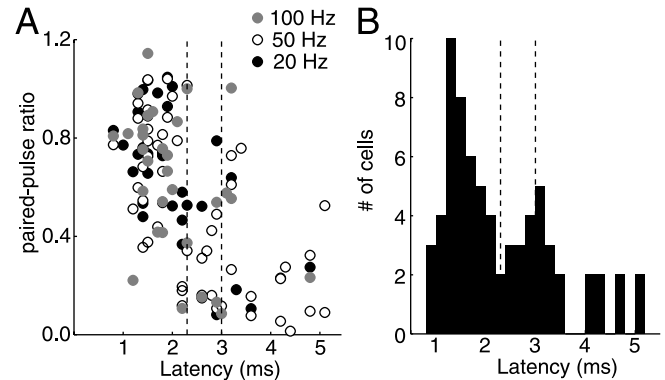 A
100 Hz
50 Hz
20 Hz
1.2
0.8
0.4
0.0
paired-pulse ratio
1 2 3 4 5
Latency (ms)
B
10
8
6
4
2
0
# of cells
1 2 3 4 5
Latency (ms)